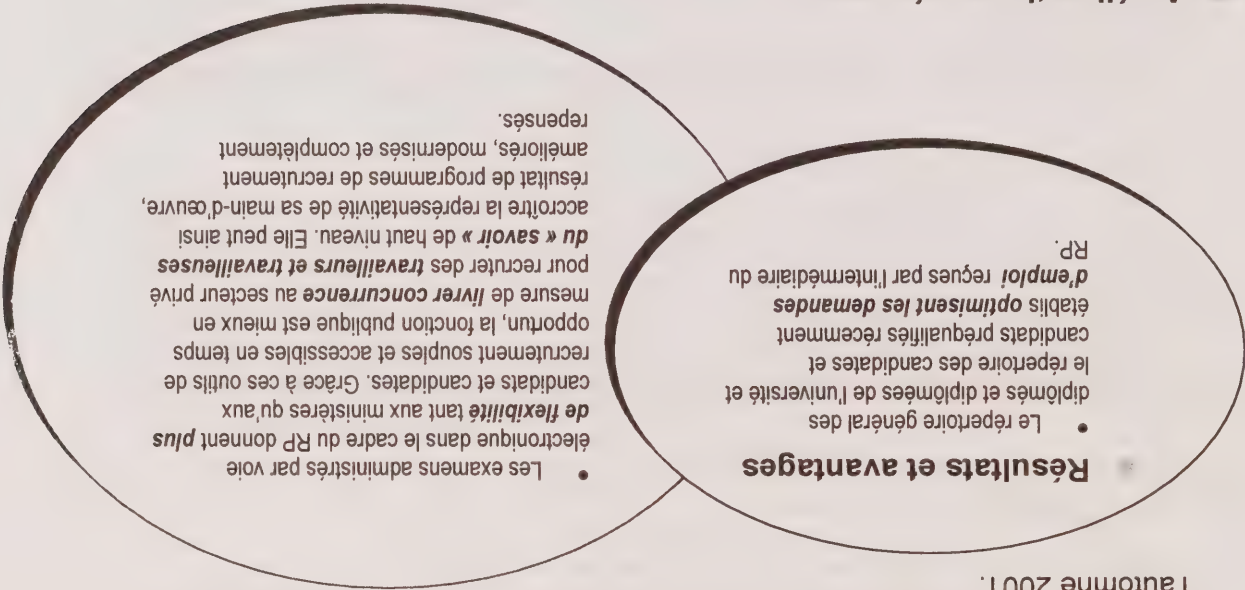 l'automne 2001.
Résultats et avantages
• Le répertoire général des
diplômés et diplômées de l'université et
le répertoire des candidates et
candidats préqualifiés récemment
établis optimisent les demandes
d'emploi reçues par l'intermédiaire du
RP.
• Les examens administrés par voie
électronique dans le cadre du RP donnent plus
de flexibilité tant aux ministères qu'aux
candidats et candidates. Grâce à ces outils de
recrutement souples et accessibles en temps
opportun, la fonction publique est mieux en
mesure de livrer concurrence au secteur privé
pour recruter des travailleurs et travailleuses
du « savoir » de haut niveau. Elle peut ainsi
accroître la représentativité de sa main-d'œuvre,
résultat de programmes de recrutement
améliorés, modernisés et complètement
repensés.